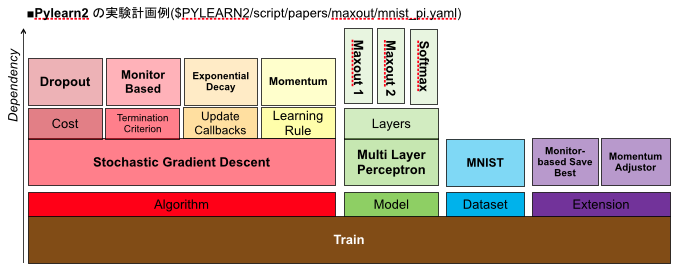 ■Pylearn2 の実験計画例($PYLEARN2/script/papers/maxout/mnist_pi.yaml)
Dependency
Maxout 1
Maxout 2
Softmax
Dropout
Monitor
Based
Exponential
Decay
Momentum
Cost
Termination
Criterion
Update
Callbacks
Learning
Rule
Layers
Stochastic Gradient Descent
Multi Layer
Perceptron
MNIST
Monitor-
based Save
Best
Momentum
Adjustor
Algorithm
Model
Dataset
Extension
Train